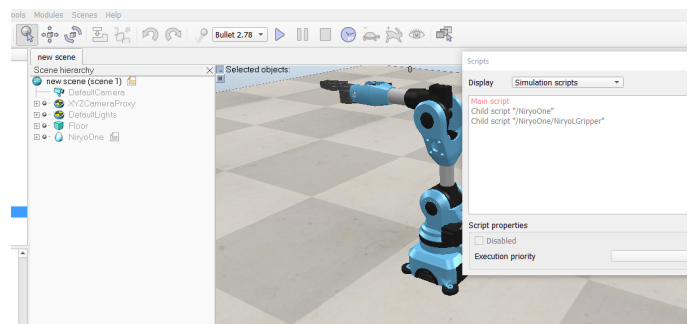 ools Modules Scenes Help
Bullet 2.78
new scene
Scene hierarchy
new scene (scene 1)
DefaultCamera
XYZCameraProxy
DefaultLights
Floor
NiryoOne
Selected objects:
0
Scripts
Display Simulation scripts
Main script
Child script "/NiryoOne"
Child script "/NiryoOne/NiryoLGripper"
Script properties
Disabled
Execution priority